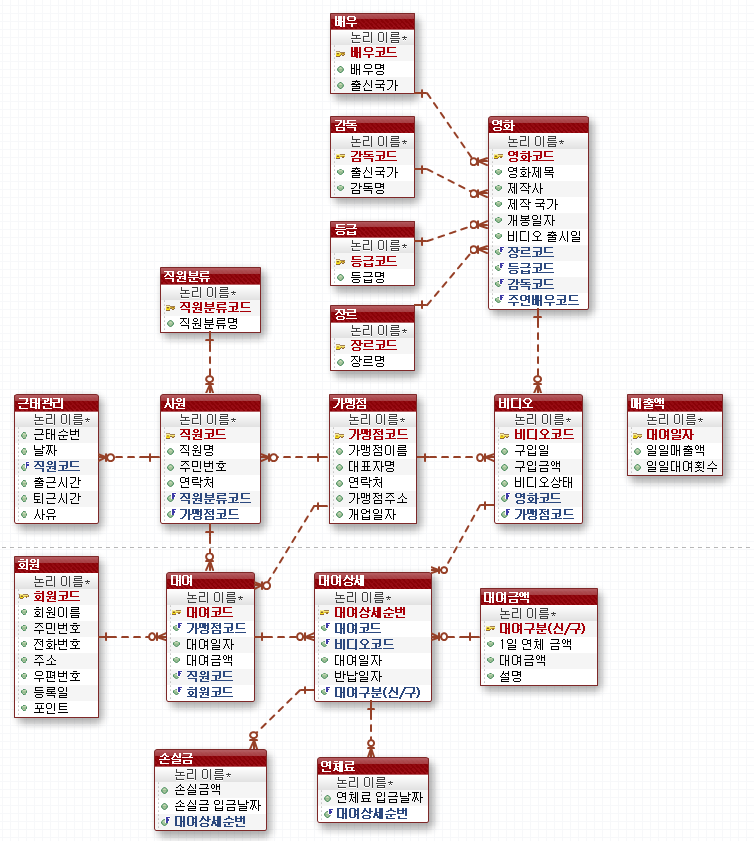 배우
논리 이름*
배우코드
배우명
출신국가
감독
논리 이름*
감독코드
출신국가
감독명
영화
논리 이름*
영화코드
영화제목
제작사
제작 국가
개봉일자
비디오 출시일
장르코드
등급코드
감독코드
주연배우코드
등급
논리 이름*
등급코드
등급명
직원분류
논리 이름*
직원분류코드
직원분류명
장르
논리 이름*
장르코드
장르명
근태관리
논리 이름*
근태순번
날짜
직원코드
출근시간
퇴근시간
사유
사원
논리 이름*
직원코드
직원명
주민번호
연락처
직원분류코드
가맹점코드
가맹점
논리 이름*
가맹점코드
가맹점이름
대표자명
연락처
가맹점주소
개업일자
비디오
논리 이름*
비디오코드
구입일
구입금액
비디오상태
영화코드
가맹점코드
매출액
논리 이름*
대여일자
일일매출액
일일대여횟수
회원
논리 이름*
회원코드
회원이름
주민번호
전화번호
주소
우편번호
등록일
포인트
대여
논리 이름*
대여코드
가맹점코드
대여일자
대여금액
직원코드
회원코드
대여상세
논리 이름*
대여상세순번
대여코드
비디오코드
대여일자
반납일자
대여구분(신/구)
대여금액
논리 이름*
대여구분(신/구)
1일 연체 금액
대여금액
설명
손실금
논리 이름*
손실금액
손실금 입금날짜
대여상세순번
연체료
논리 이름*
연체료 입금날짜
대여상세순번